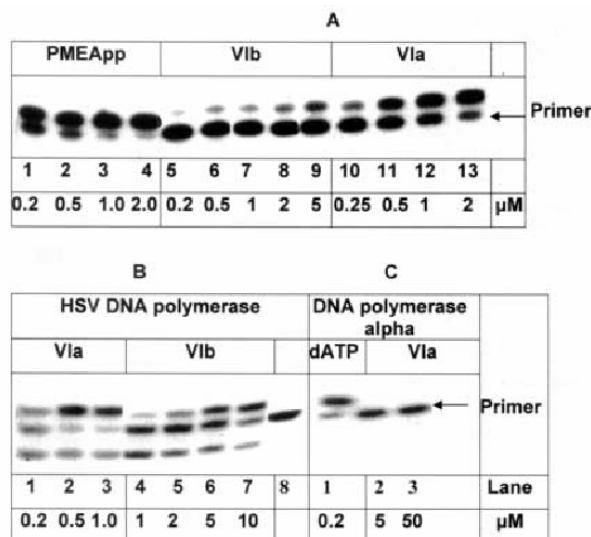 A
PMEApp VIb VIa
Primer
1 2 3 4 5 6 7 8 9 10 11 12 13
0.2 0.5 1.0 2.0 0.2 0.5 1 2 5 0.25 0.5 1 2 µM
B C
HSV DNA polymerase DNA polymerase
alpha
VIa VIb dATP VIa
Primer
1 2 3 4 5 6 7 8 1 2 3 Lane
0.2 0.5 1.0 1 2 5 10 0.2 5 50 µM